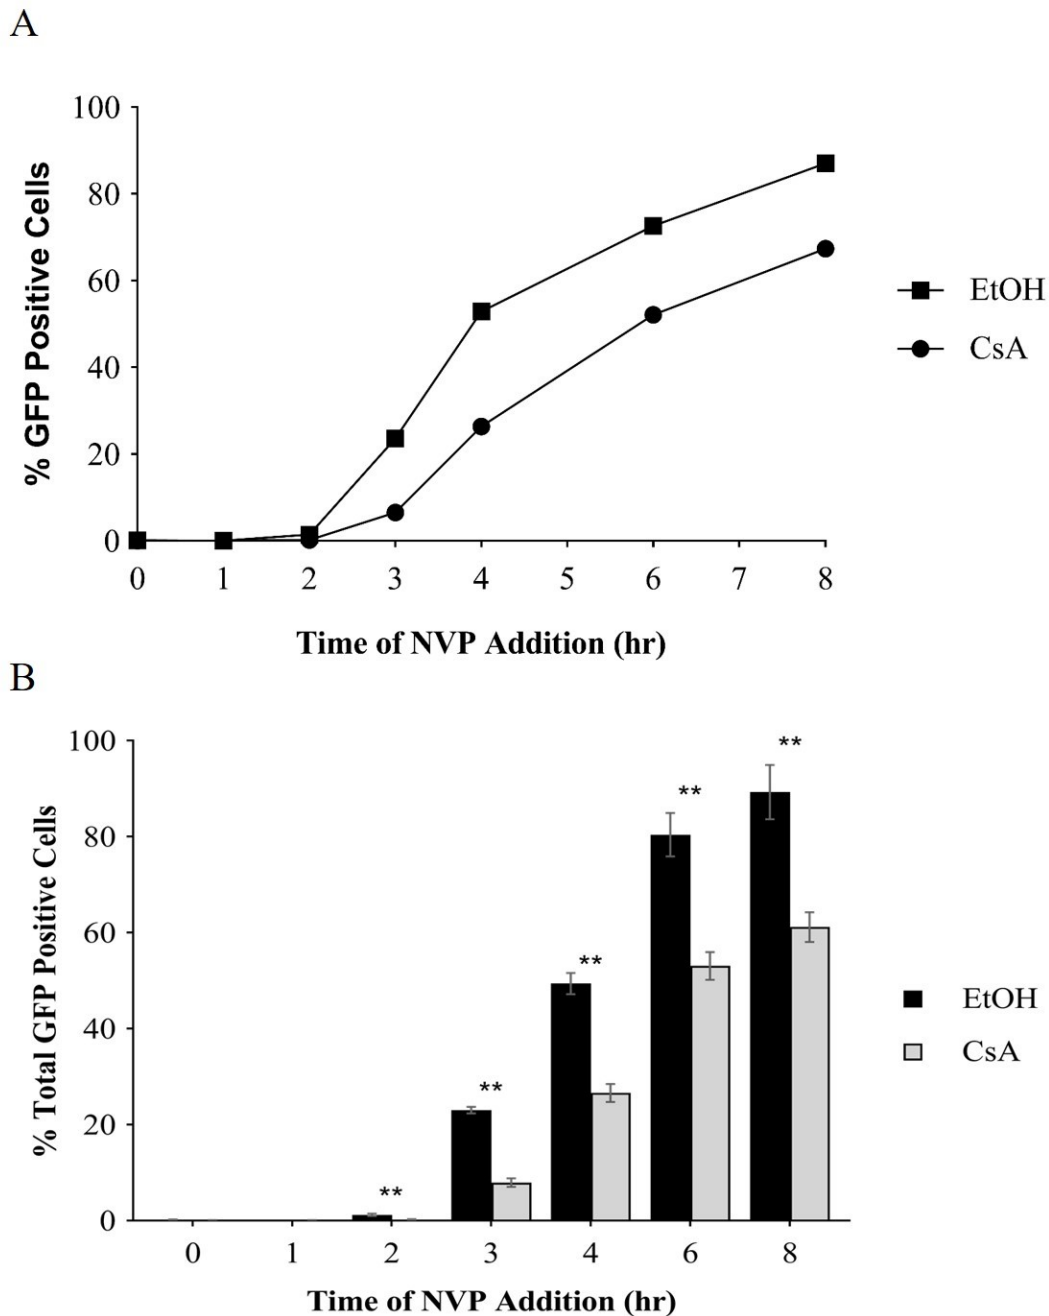 A
100
80
60
40
20
0
% GFP Positive Cells
0 1 2 3 4 5 6 7 8
Time of NVP Addition (hr)
EtOH
CsA
B
100
80
60
40
20
0
% Total GFP Positive Cells
**
**
**
**
**
0 1 2 3 4 6 8
Time of NVP Addition (hr)
EtOH
CsA